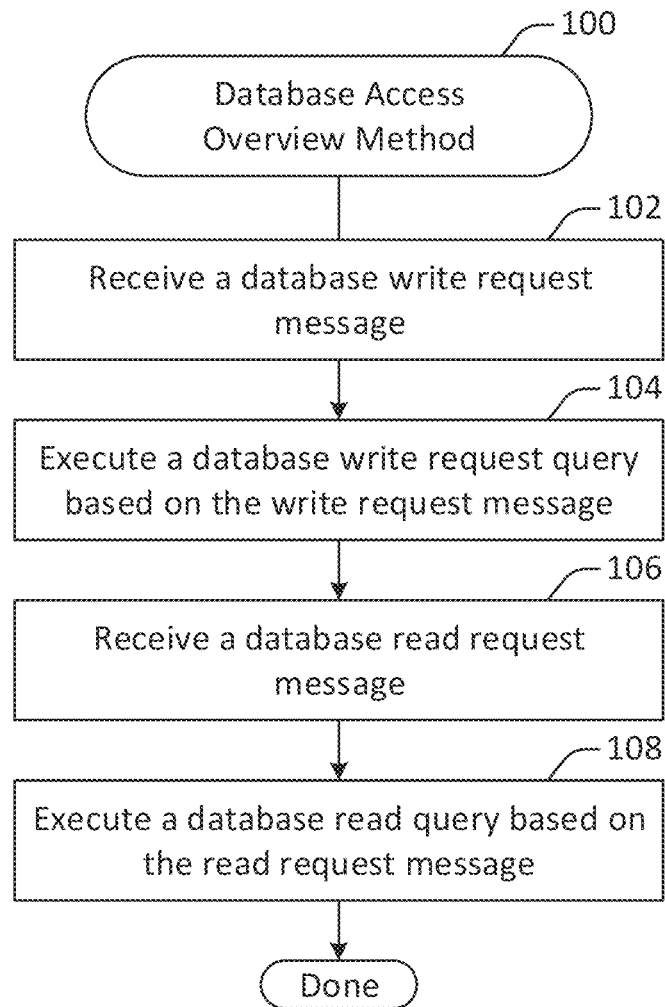 100
Database Access
Overview Method
102
Receive a database write request
message
104
Execute a database write request query
based on the write request message
106
Receive a database read request
message
108
Execute a database read query based on
the read request message
Done